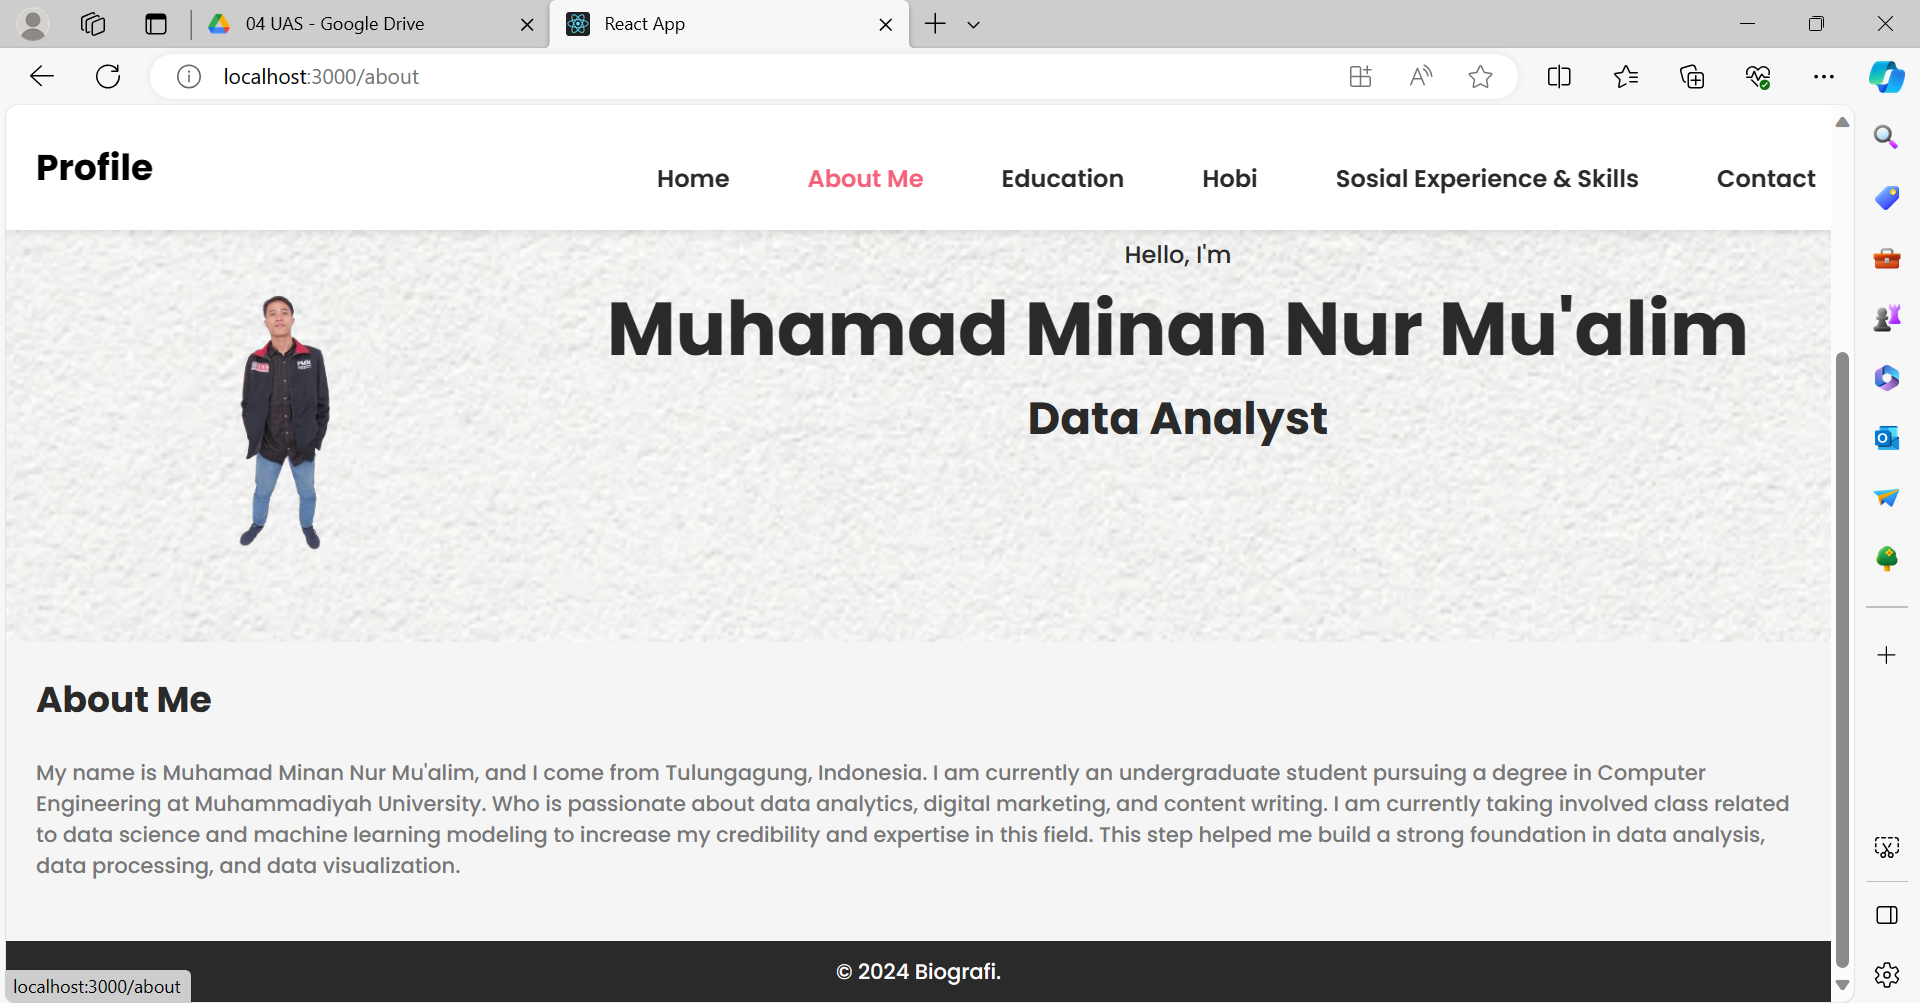 04 UAS - Google Drive
React App
localhost:3000/about
Profile
Home
About Me
Education
Hobi
Sosial Experience & Skills
Contact
Hello, I'm
Muhamad Minan Nur Mu'alim
Data Analyst
About Me
My name is Muhamad Minan Nur Mu'alim, and I come from Tulungagung, Indonesia. I am currently an undergraduate student pursuing a degree in Computer
Engineering at Muhammadiyah University. Who is passionate about data analytics, digital marketing, and content writing. I am currently taking involved class related
to data science and machine learning modeling to increase my credibility and expertise in this field. This step helped me build a strong foundation in data analysis,
data processing, and data visualization.
© 2024 Biografi.
localhost:3000/about